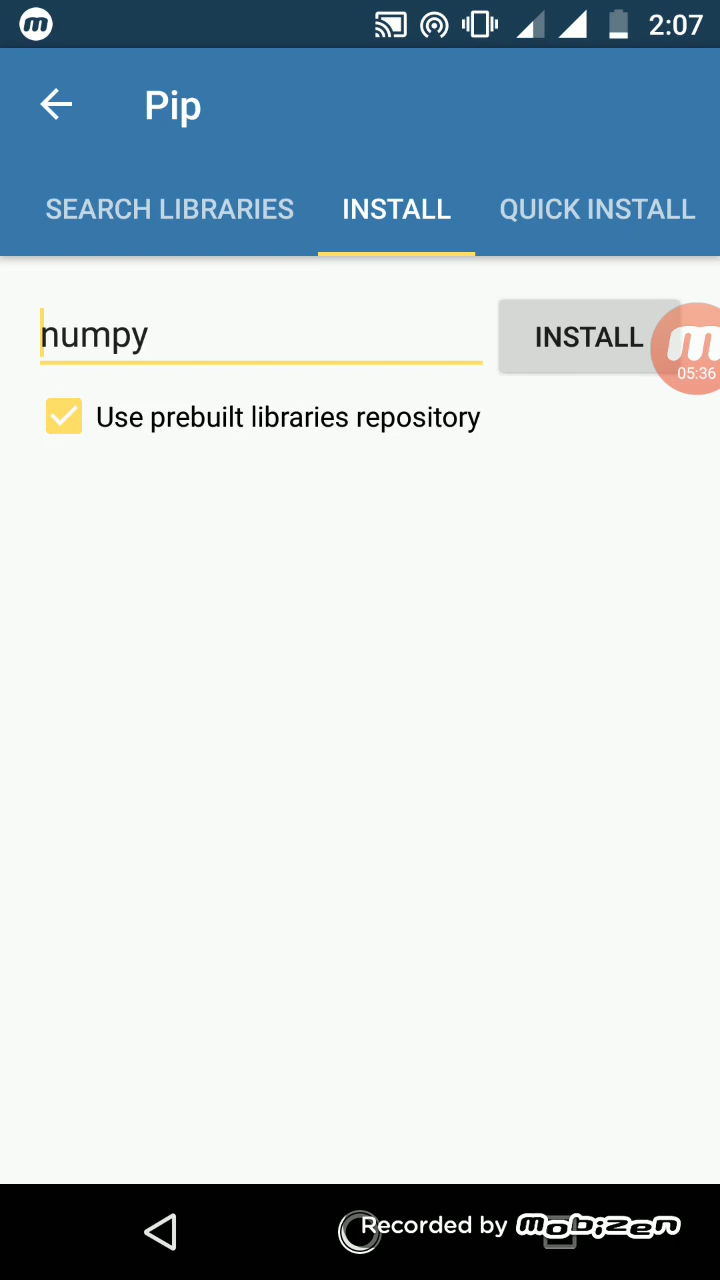 m 2:07
Pip
SEARCH LIBRARIES INSTALL QUICK INSTALL
numpy INSTALL
m
05:36
Use prebuilt libraries repository
Recorded by mobizen